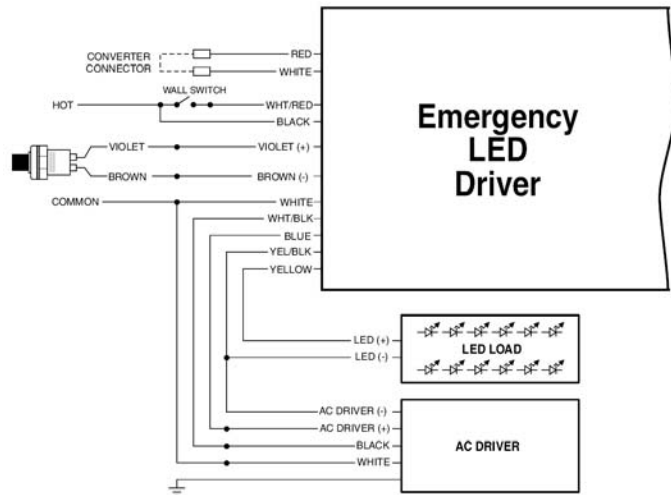 CONVERTER
CONNECTOR
RED
WHITE
WALL SWITCH
HOT
WHT/RED
BLACK
VIOLET
VIOLET (+)
BROWN
BROWN (-)
COMMON
WHITE
WHT/BLK
BLUE
YEL/BLK
YELLOW
Emergency
LED
Driver
LED (+)
LED (-)
LED LOAD
AC DRIVER (-)
AC DRIVER (+)
BLACK
WHITE
AC DRIVER